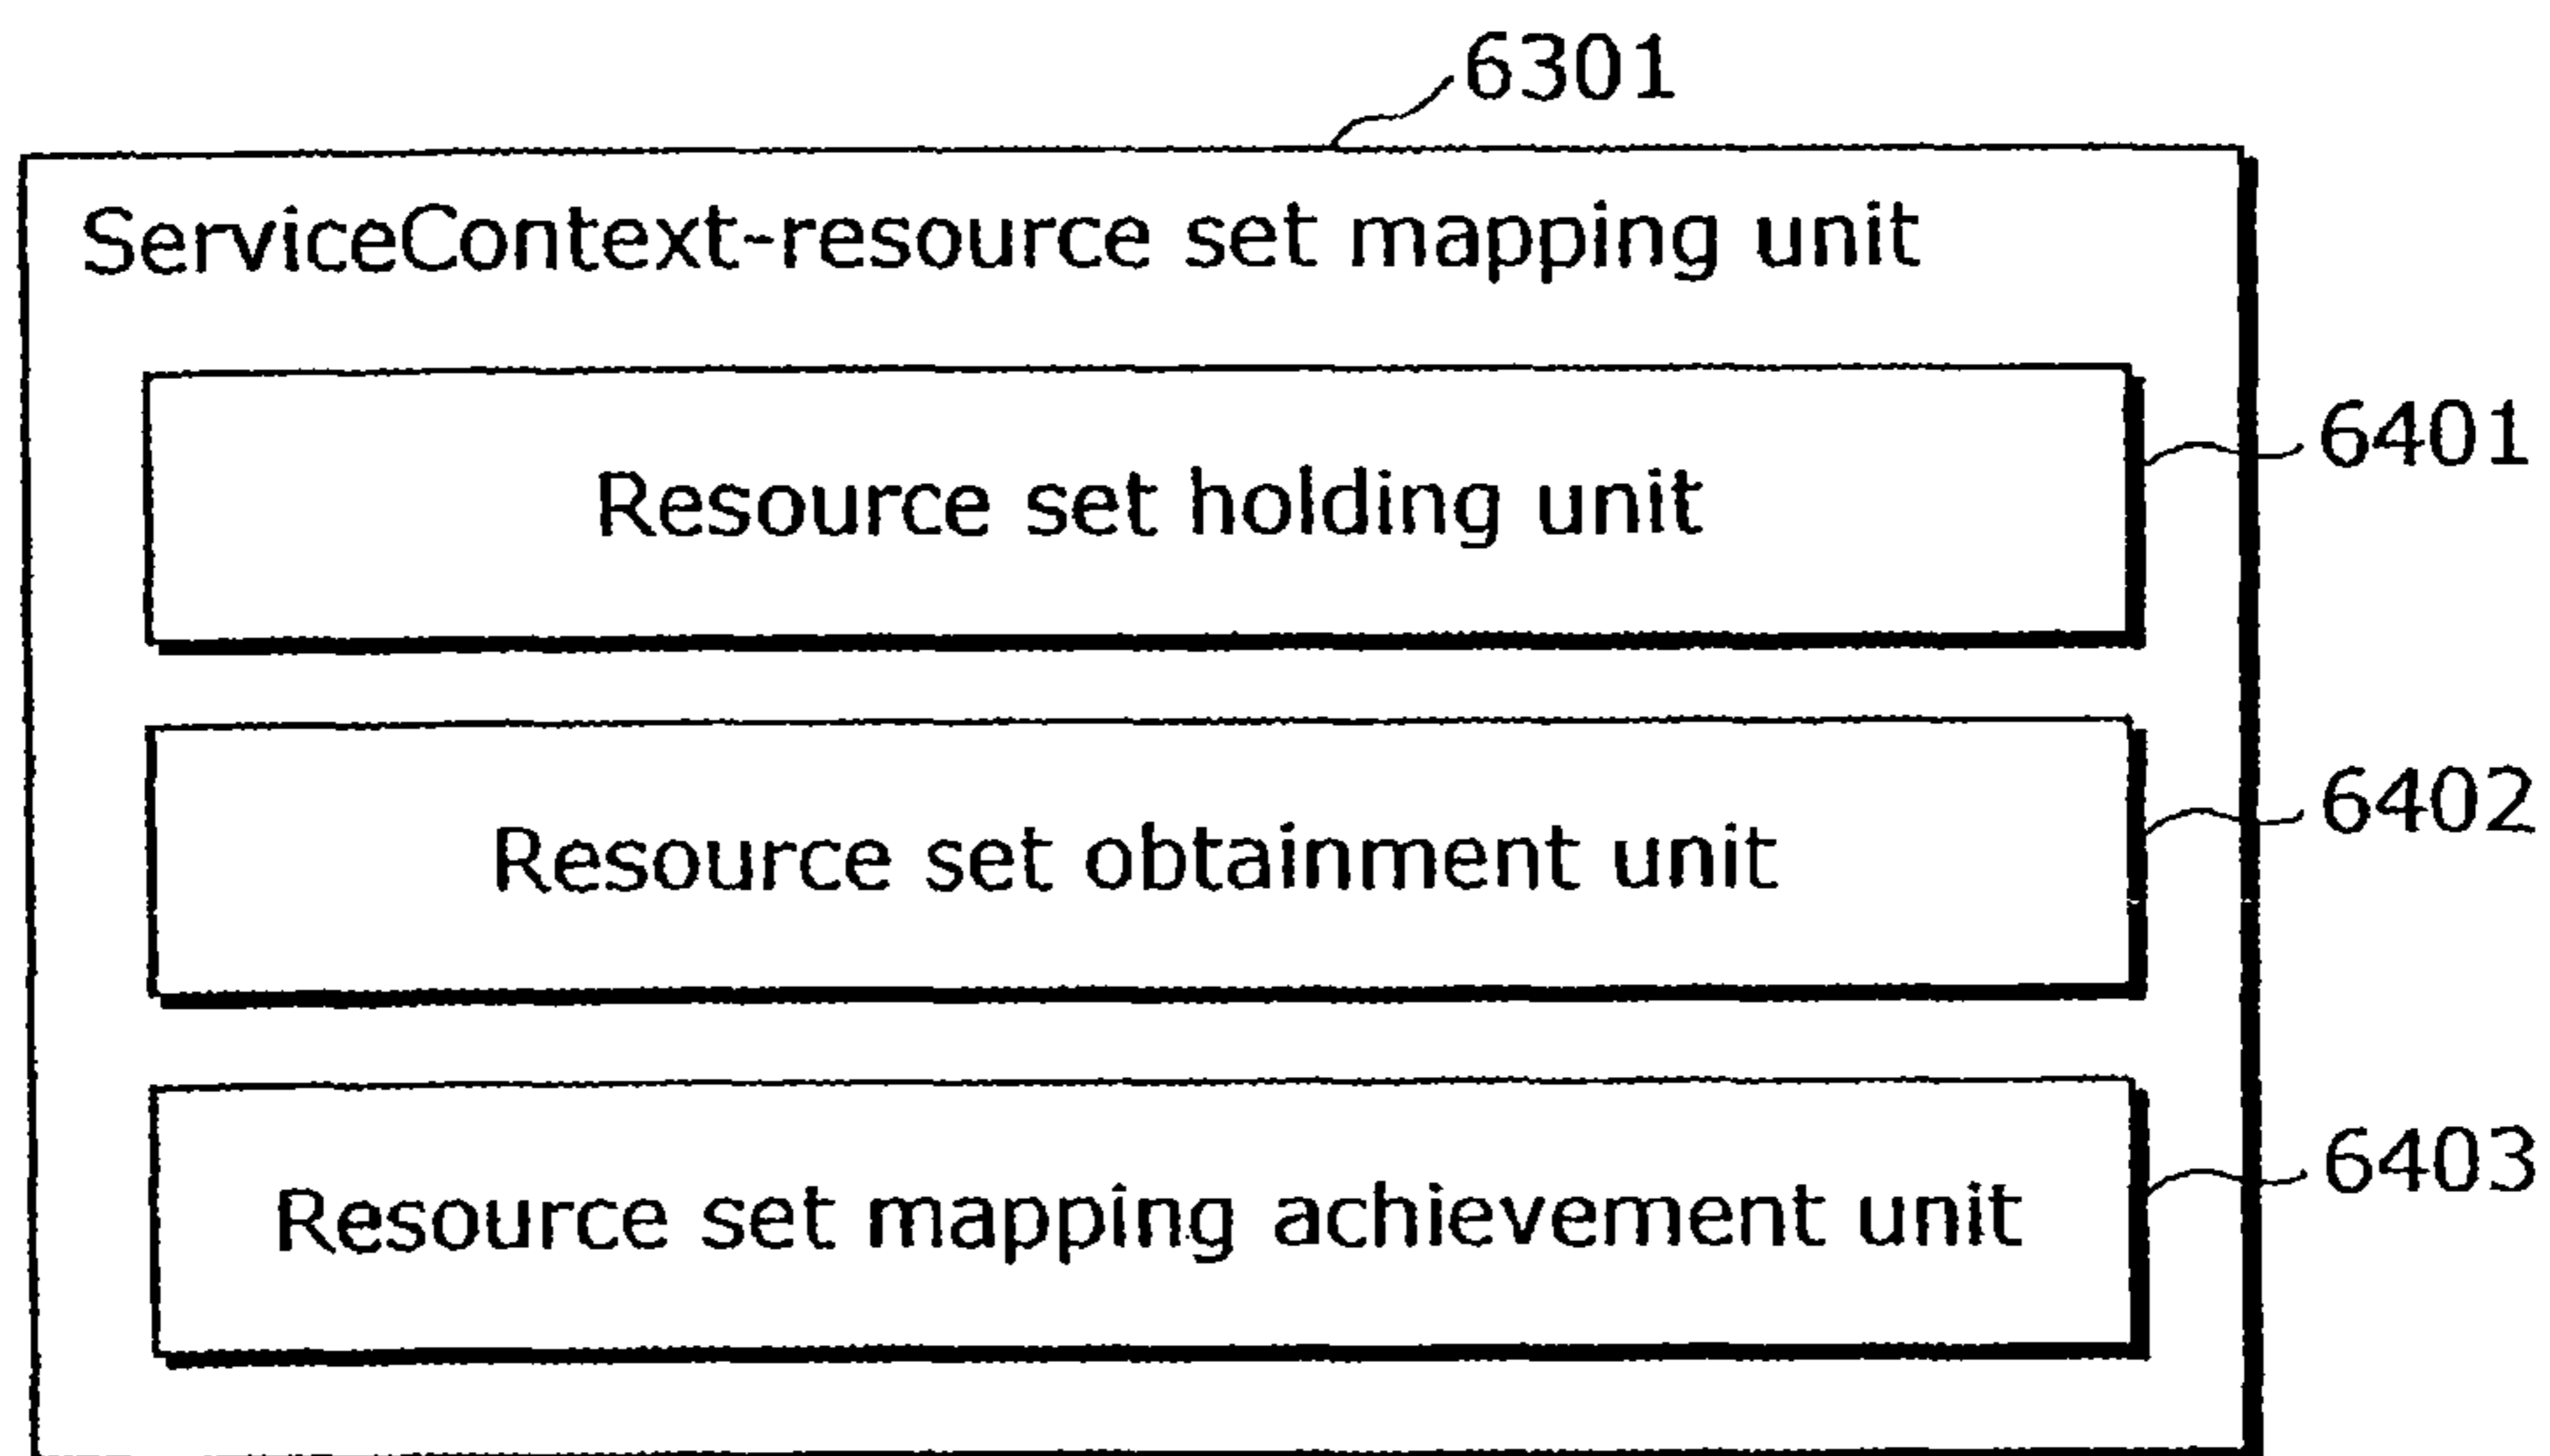 6301
ServiceContext-resource set mapping unit
Resource set holding unit
6401
Resource set obtainment unit
6402
Resource set mapping achievement unit
6403